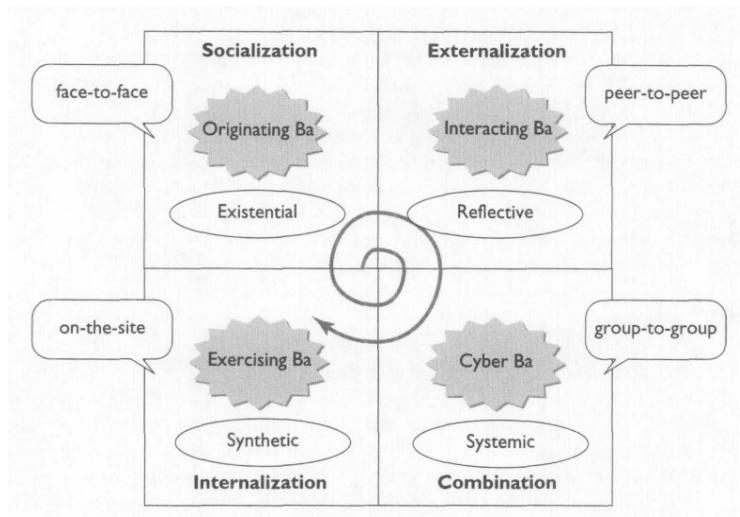 Socialization
Externalization
face-to-face
peer-to-peer
Originating Ba
Interacting Ba
Existential
Reflective
on-the-site
group-to-group
Exercising Ba
Cyber Ba
Synthetic
Systemic
Internalization
Combination